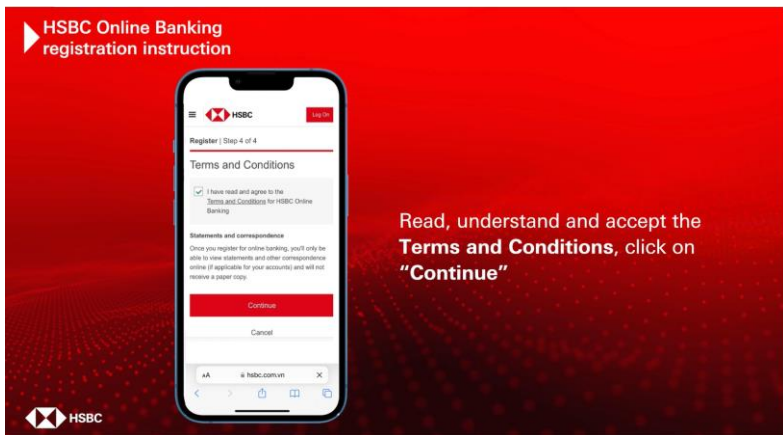 HSBC Online Banking
registration instruction
HSBC
Log On
Register | Step 4 of 4
Terms and Conditions
I have read and agree to the
Terms and Conditions for HSBC Online
Banking
Statements and correspondence
Once you register for online banking, you'll only be
able to view statements and other correspondence
online (if applicable for your accounts) and will not
receive a paper copy.
Continue
Cancel
AA hsbc.com.vn
Read, understand and accept the
Terms and Conditions, click on
“Continue”
HSBC